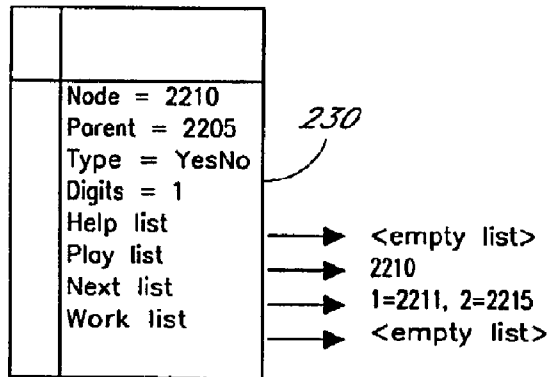 Node = 2210
Parent = 2205
Type = YesNo
Digits = 1
Help list
Play list
Next list
Work list
230
<empty list>
2210
1=2211, 2=2215
<empty list>